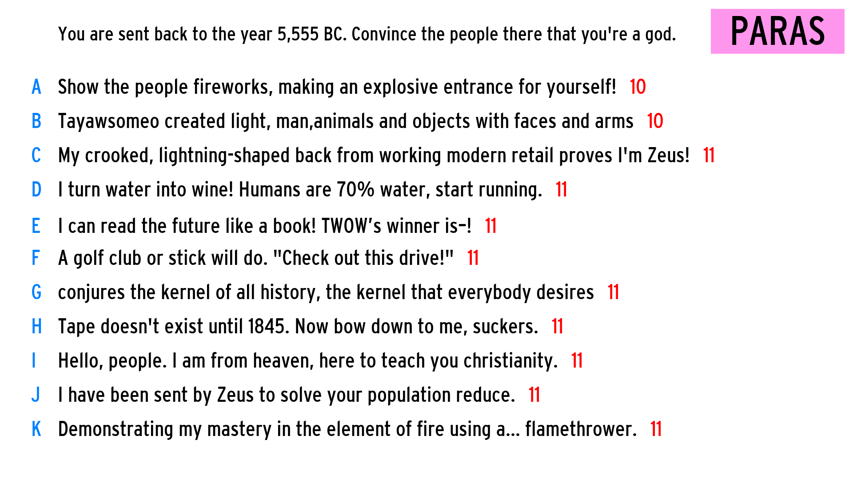 You are sent back to the year 5,555 BC. Convince the people there that you're a god.
PARAS
A Show the people fireworks, making an explosive entrance for yourself! 10
B Tayawsomeo created light, man,animals and objects with faces and arms 10
C My crooked, lightning-shaped back from working modern retail proves I'm Zeus! 11
D I turn water into wine! Humans are 70% water, start running. 11
E I can read the future like a book! TWOW’s winner is–! 11
F A golf club or stick will do. "Check out this drive!" 11
G conjures the kernel of all history, the kernel that everybody desires 11
H Tape doesn't exist until 1845. Now bow down to me, suckers. 11
I Hello, people. I am from heaven, here to teach you christianity. 11
J I have been sent by Zeus to solve your population reduce. 11
K Demonstrating my mastery in the element of fire using a... flamethrower. 11